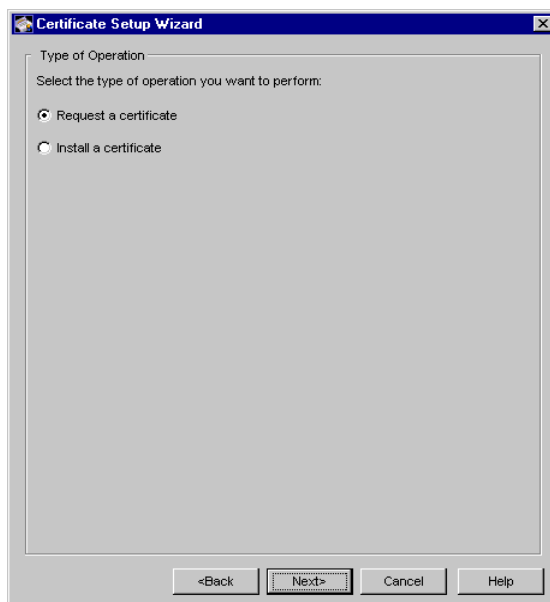 Certificate Setup Wizard
Type of Operation
Select the type of operation you want to perform:
Request a certificate
Install a certificate
<Back Next> Cancel Help